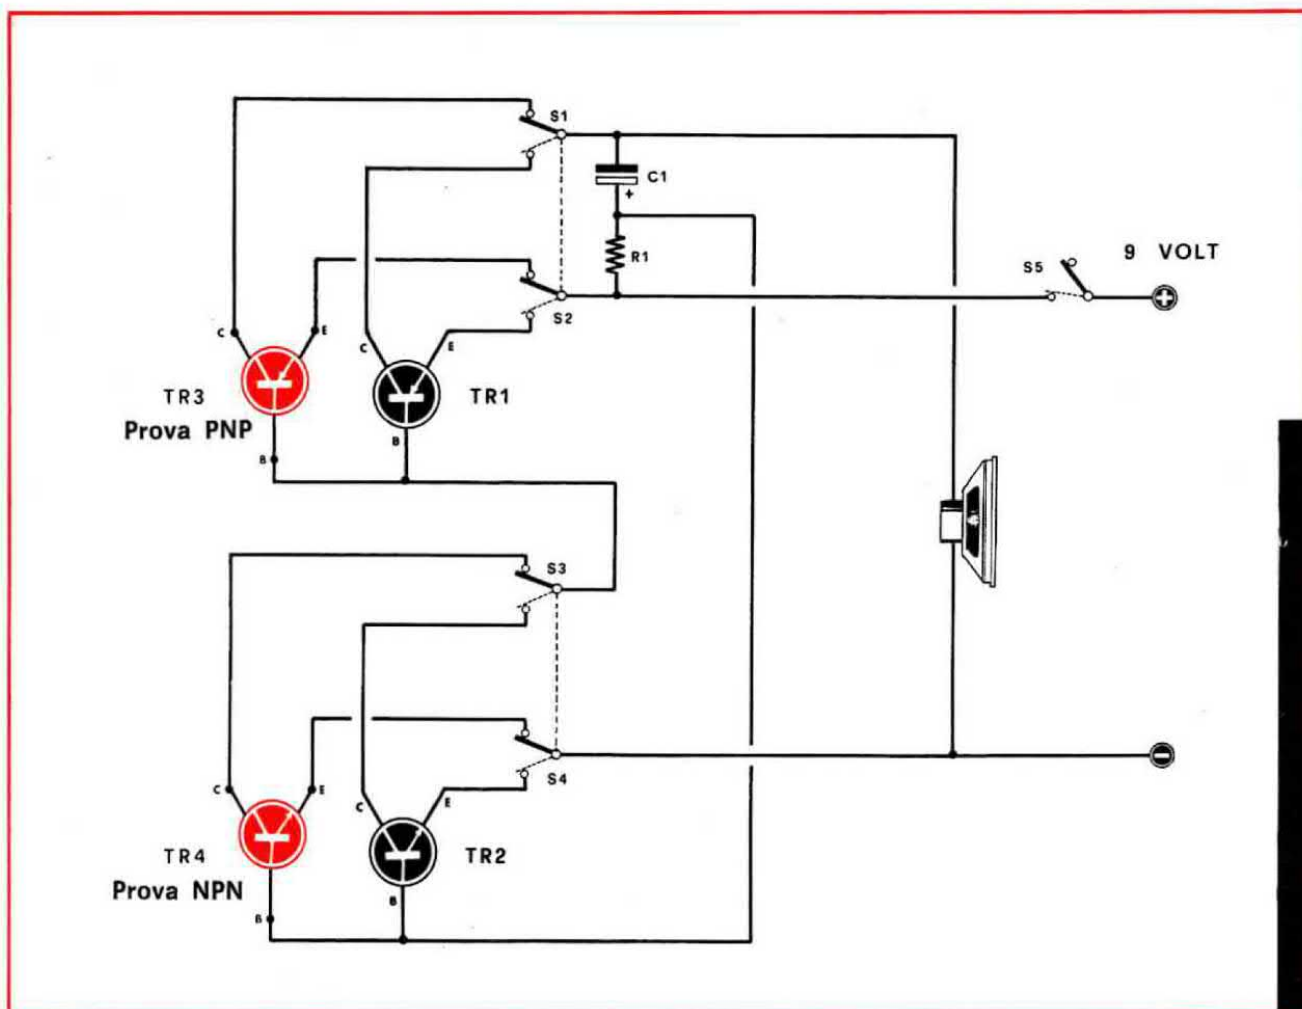 S1
C1
+
R1
9 VOLT
S5
+
S2
C
E
C
E
TR3
TR1
Prova PNP
B
B
S3
S4
-
C
E
C
E
TR4
TR2
Prova NPN
B
B